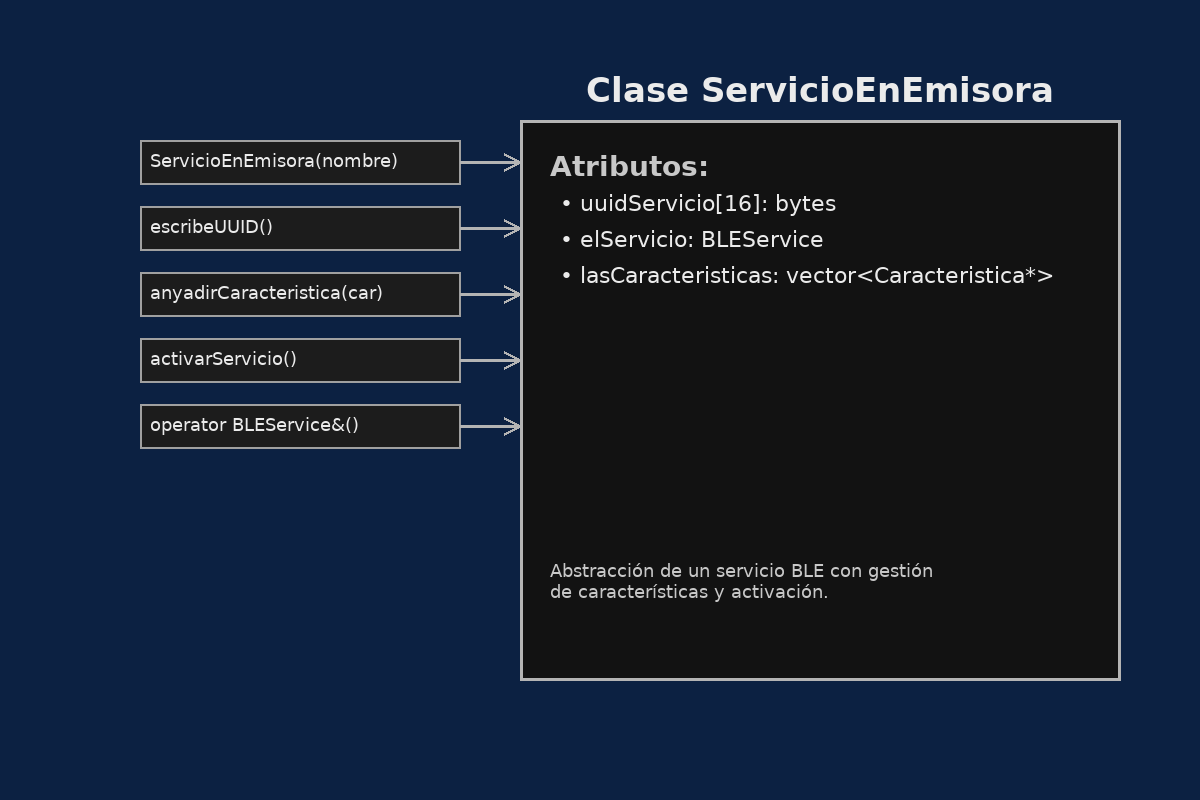 Clase ServicioEnEmisora
ServicioEnEmisora(nombre)
escribeUUID()
anyadirCaracteristica(car)
activarServicio()
operator BLEService&()
Atributos:
• uuidServicio[16]: bytes
• elServicio: BLEService
• lasCaracteristicas: vector<Caracteristica*>
Abstracción de un servicio BLE con gestión
de características y activación.